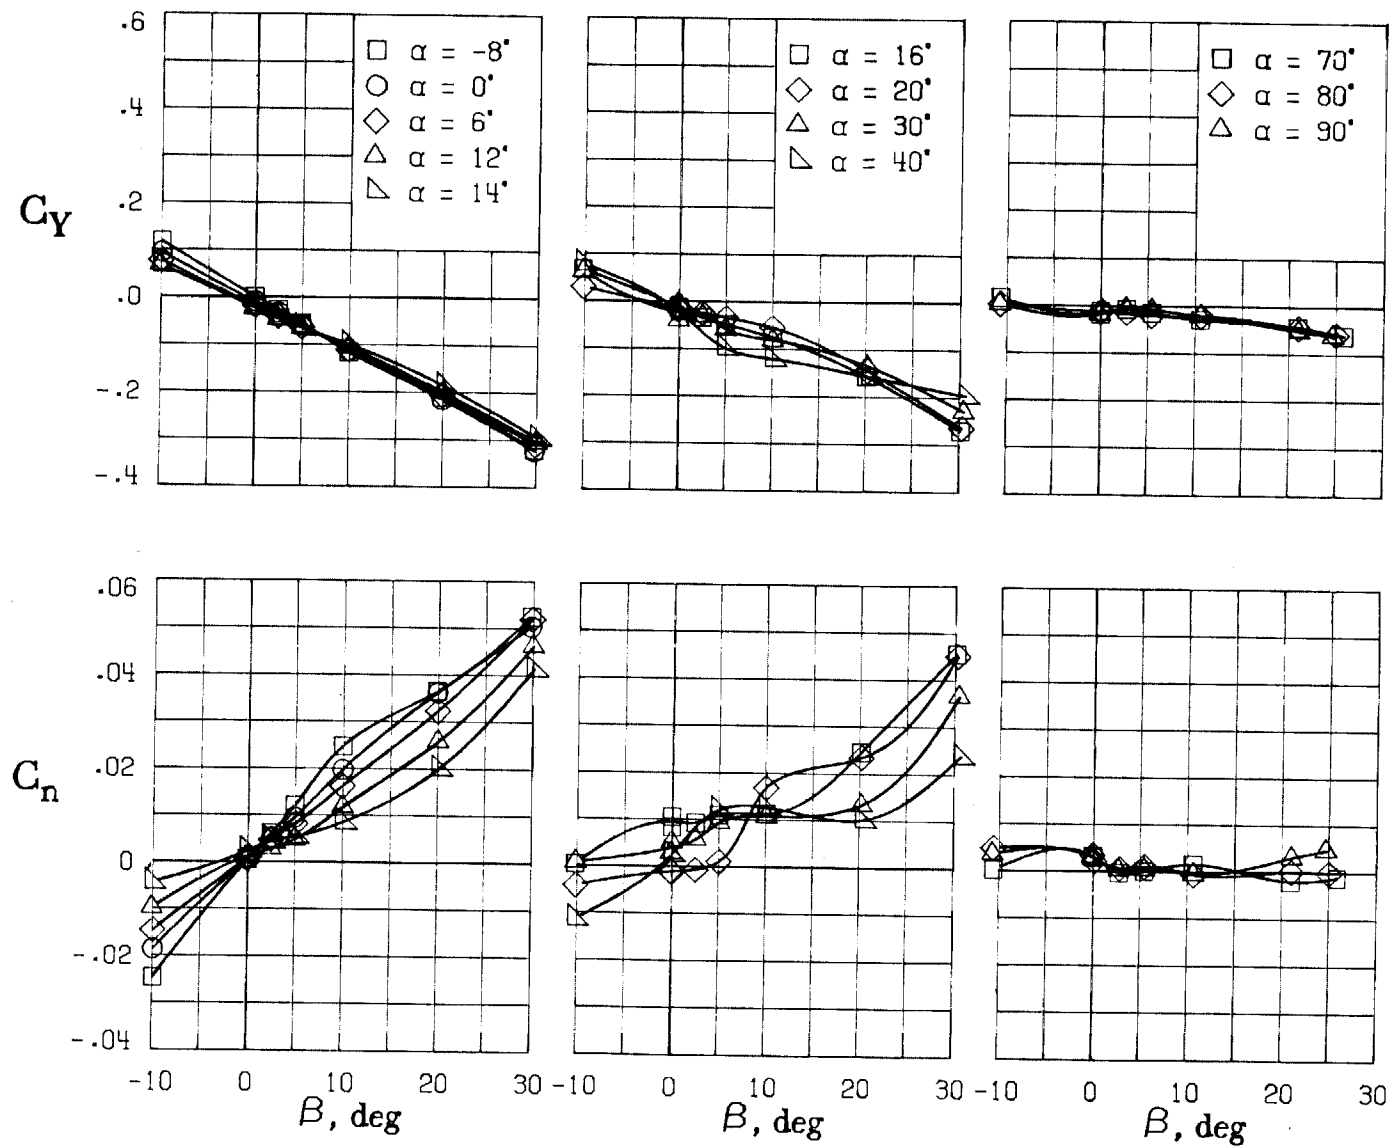 .6
.4
.2
.0
-.2
-.4
C_Y
□ α = -8°
○ α = 0°
◇ α = 6°
△ α = 12°
◺ α = 14°
□ α = 16°
◇ α = 20°
△ α = 30°
◺ α = 40°
□ α = 70°
◇ α = 80°
△ α = 90°
.06
.04
.02
0
-.02
-.04
C_n
-10 0 10 20 30
-10 0 10 20 30
-10 0 10 20 30
β, deg
β, deg
β, deg